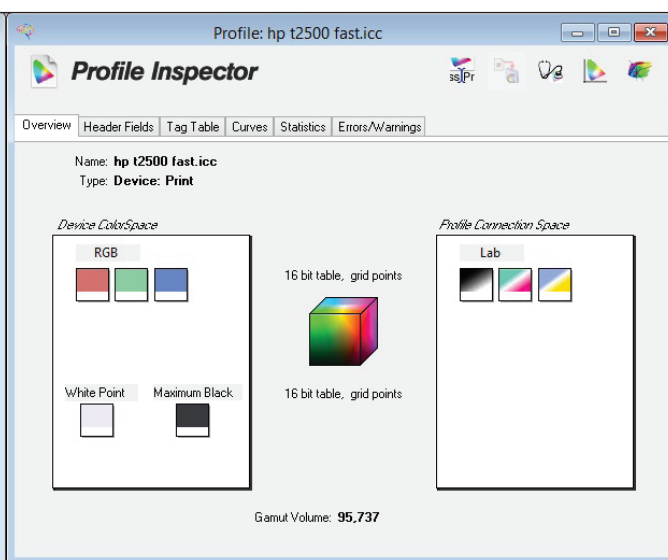 Profile: hp t2500 fast.icc
Profile Inspector
ss Pr
Overview Header Fields Tag Table Curves Statistics Errors/Warnings
Name: hp t2500 fast.icc
Type: Device: Print
Device ColorSpace
Profile Connection Space
RGB
Lab
16 bit table, grid points
White Point Maximum Black
16 bit table, grid points
Gamut Volume: 95,737